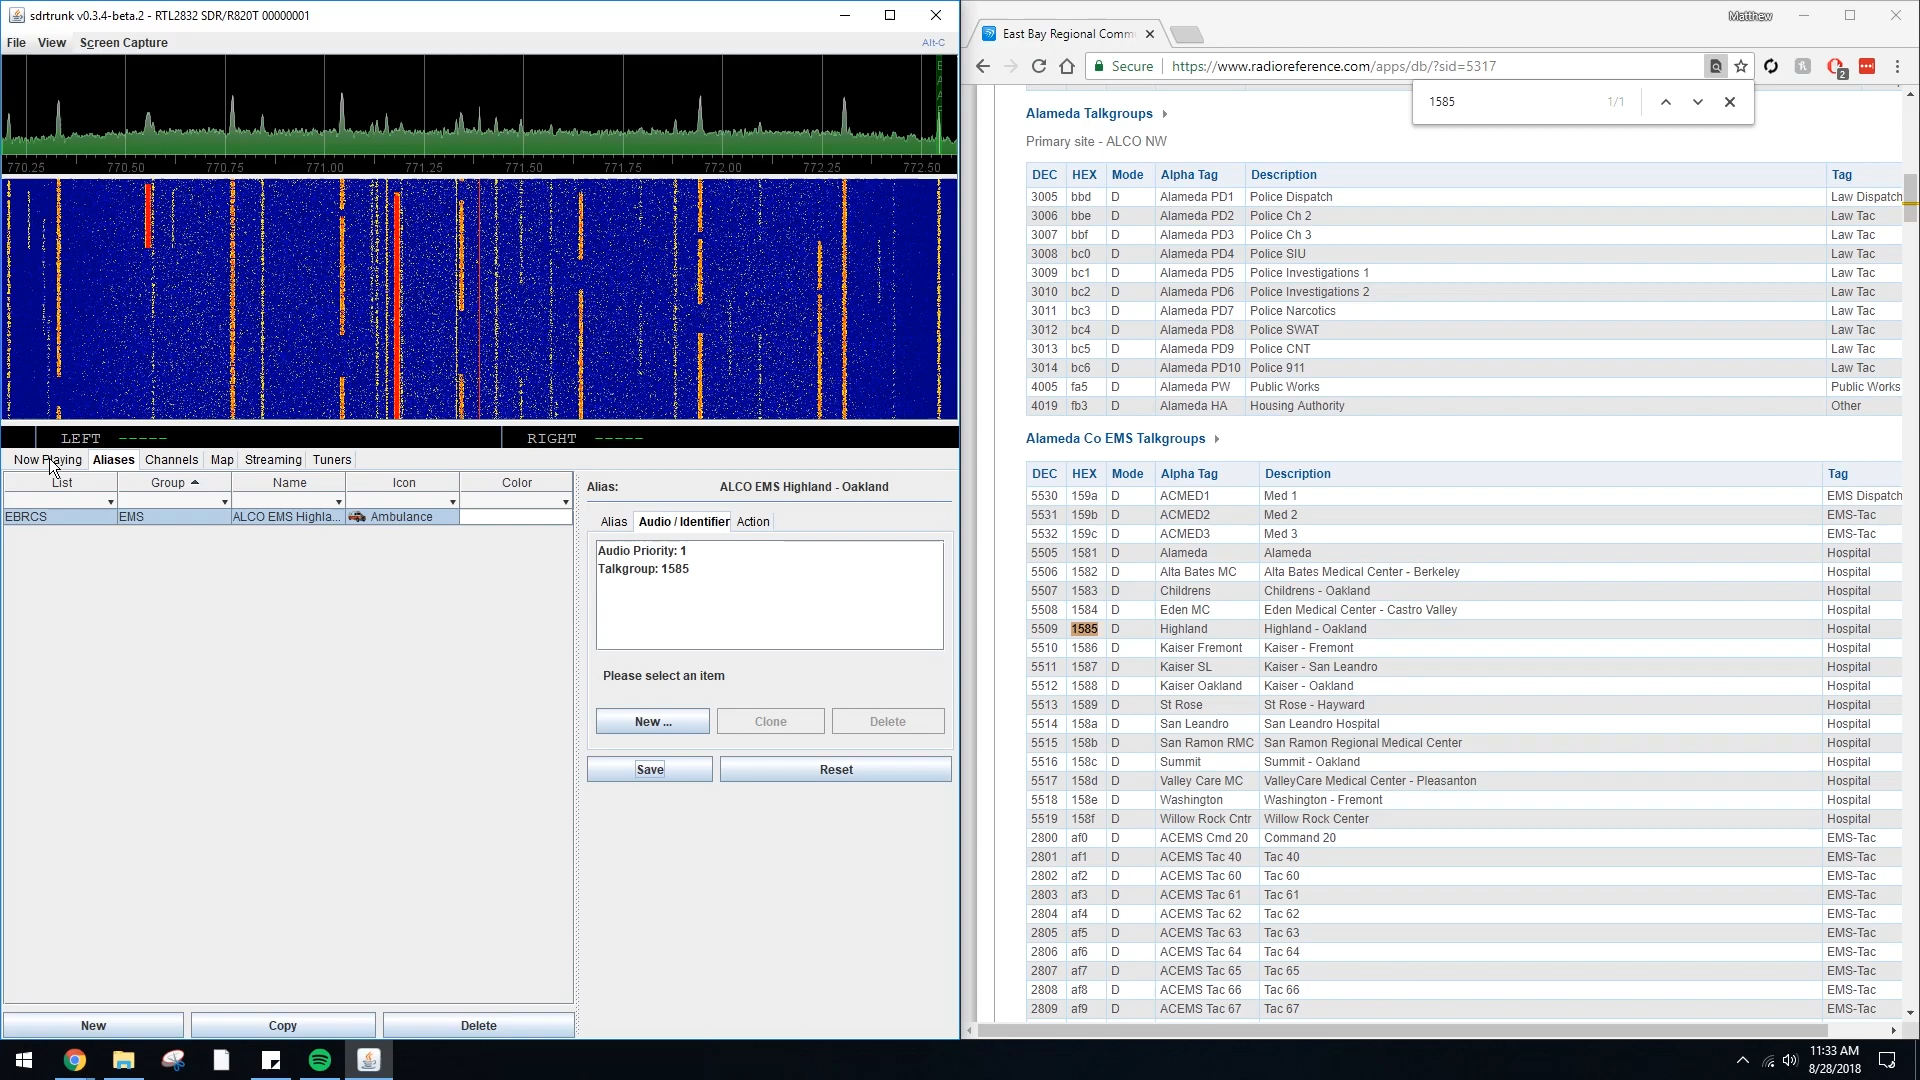 sdrtrunk v0.3.4-beta.2 - RTL2832 SDR/R820T 00000001
File View Screen Capture Alt-C
770.25 770.50 770.75 771.00 771.25 771.50 771.75 772.00 772.25 772.50
LEFT ----- RIGHT -----
Now Playing Aliases Channels Map Streaming Tuners
List Group Name Icon Color
EBRCS EMS ALCO EMS Highla... Ambulance
Alias: ALCO EMS Highland - Oakland
Alias Audio / Identifier Action
Audio Priority: 1
Talkgroup: 1585
Please select an item
New ... Clone Delete
Save Reset
New Copy Delete
Matthew
East Bay Regional Commu
Secure https://www.radioreference.com/apps/db/?sid=5317
2
1585 1/1
Alameda Talkgroups
Primary site - ALCO NW
DEC HEX Mode Alpha Tag Description Tag
3005 bbd D Alameda PD1 Police Dispatch Law Dispatch
3006 bbe D Alameda PD2 Police Ch 2 Law Tac
3007 bbf D Alameda PD3 Police Ch 3 Law Tac
3008 bc0 D Alameda PD4 Police SIU Law Tac
3009 bc1 D Alameda PD5 Police Investigations 1 Law Tac
3010 bc2 D Alameda PD6 Police Investigations 2 Law Tac
3011 bc3 D Alameda PD7 Police Narcotics Law Tac
3012 bc4 D Alameda PD8 Police SWAT Law Tac
3013 bc5 D Alameda PD9 Police CNT Law Tac
3014 bc6 D Alameda PD10 Police 911 Law Tac
4005 fa5 D Alameda PW Public Works Public Works
4019 fb3 D Alameda HA Housing Authority Other
Alameda Co EMS Talkgroups
DEC HEX Mode Alpha Tag Description Tag
5530 159a D ACMED1 Med 1 EMS Dispatch
5531 159b D ACMED2 Med 2 EMS-Tac
5532 159c D ACMED3 Med 3 EMS-Tac
5505 1581 D Alameda Alameda Hospital
5506 1582 D Alta Bates MC Alta Bates Medical Center - Berkeley Hospital
5507 1583 D Childrens Childrens - Oakland Hospital
5508 1584 D Eden MC Eden Medical Center - Castro Valley Hospital
5509 1585 D Highland Highland - Oakland Hospital
5510 1586 D Kaiser Fremont Kaiser - Fremont Hospital
5511 1587 D Kaiser SL Kaiser - San Leandro Hospital
5512 1588 D Kaiser Oakland Kaiser - Oakland Hospital
5513 1589 D St Rose St Rose - Hayward Hospital
5514 158a D San Leandro San Leandro Hospital Hospital
5515 158b D San Ramon RMC San Ramon Regional Medical Center Hospital
5516 158c D Summit Summit - Oakland Hospital
5517 158d D Valley Care MC ValleyCare Medical Center - Pleasanton Hospital
5518 158e D Washington Washington - Fremont Hospital
5519 158f D Willow Rock Cntr Willow Rock Center Hospital
2800 af0 D ACEMS Cmd 20 Command 20 EMS-Tac
2801 af1 D ACEMS Tac 40 Tac 40 EMS-Tac
2802 af2 D ACEMS Tac 60 Tac 60 EMS-Tac
2803 af3 D ACEMS Tac 61 Tac 61 EMS-Tac
2804 af4 D ACEMS Tac 62 Tac 62 EMS-Tac
2805 af5 D ACEMS Tac 63 Tac 63 EMS-Tac
2806 af6 D ACEMS Tac 64 Tac 64 EMS-Tac
2807 af7 D ACEMS Tac 65 Tac 65 EMS-Tac
2808 af8 D ACEMS Tac 66 Tac 66 EMS-Tac
2809 af9 D ACEMS Tac 67 Tac 67 EMS-Tac
11:33 AM
8/28/2018